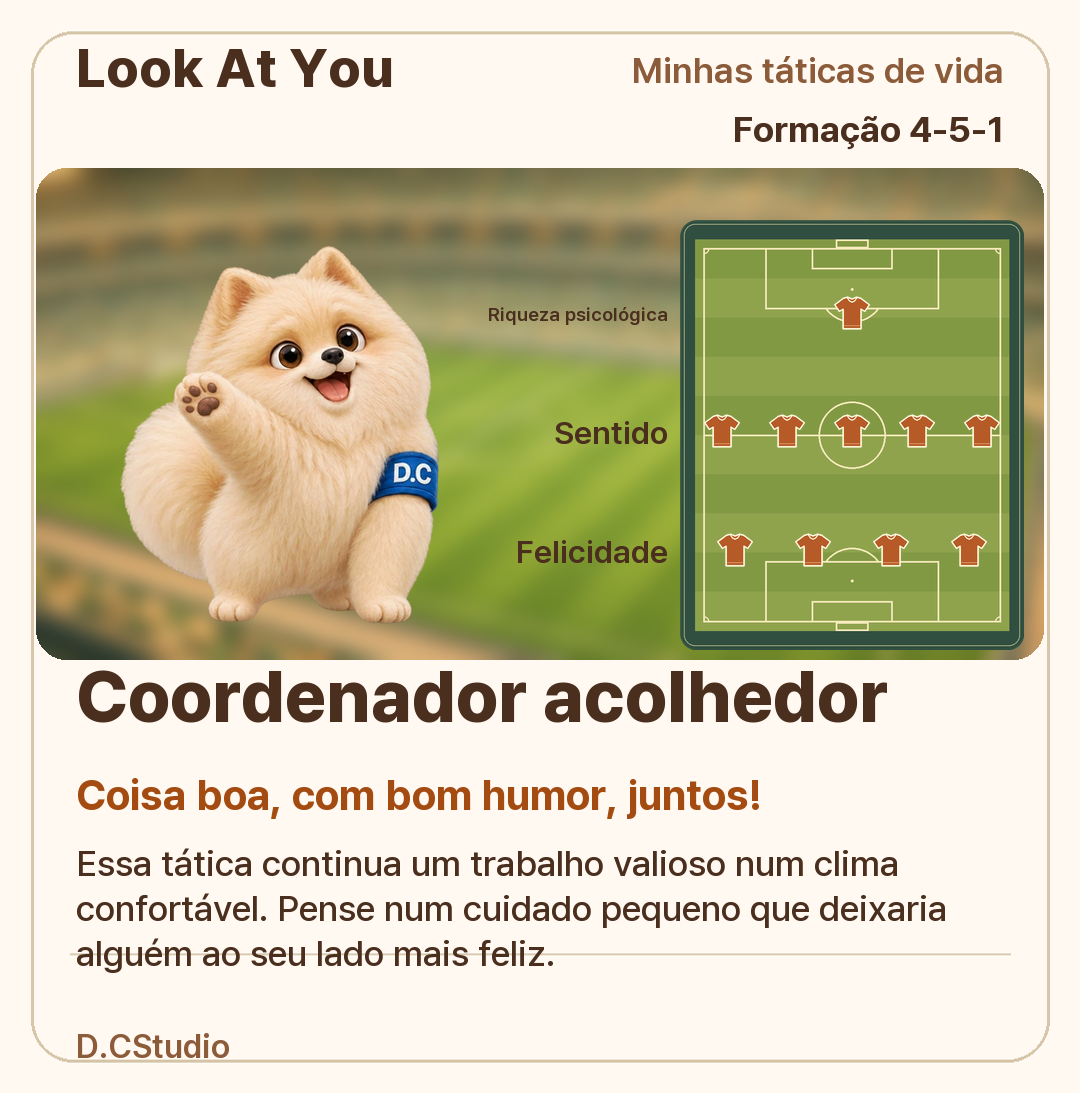 Look At You
Minhas táticas de vida
Formação 4-5-1
Riqueza psicológica
Sentido
Felicidade
D.C
Coordenador acolhedor
Coisa boa, com bom humor, juntos!
Essa tática continua um trabalho valioso num clima
confortável. Pense num cuidado pequeno que deixaria
alguém ao seu lado mais feliz.
D.CStudio